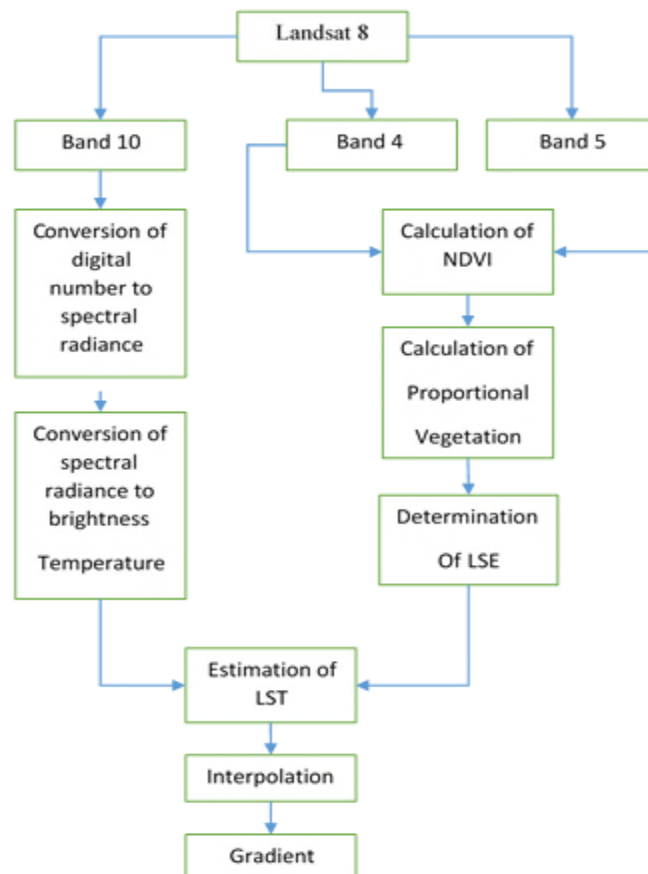 Landsat 8
Band 10
Band 4
Band 5
Conversion of
digital
number to
spectral
radiance
Calculation of
NDVI
Calculation of
Proportional
Vegetation
Conversion of
spectral
radiance to
brightness
Temperature
Determination
Of LSE
Estimation of
LST
Interpolation
Gradient